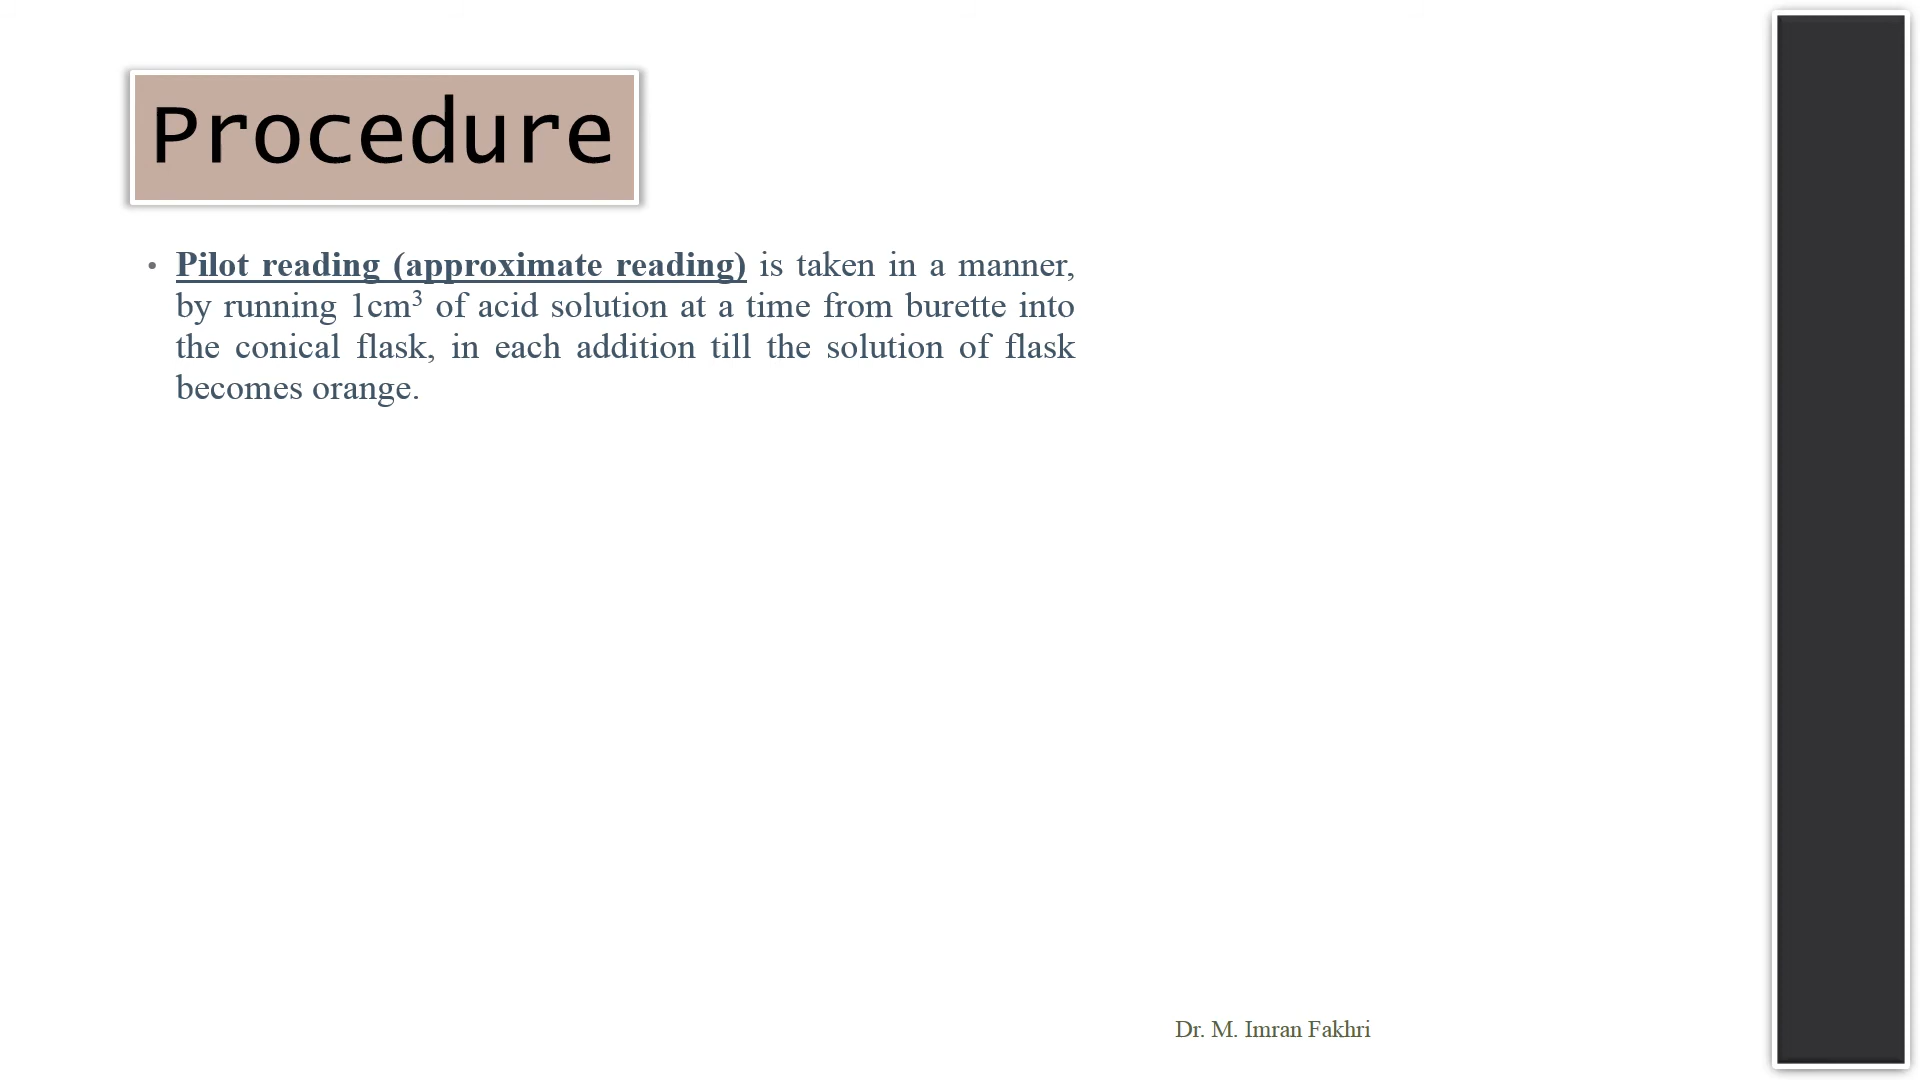 Procedure
• Pilot reading (approximate reading) is taken in a manner,
by running 1cm³ of acid solution at a time from burette into
the conical flask, in each addition till the solution of flask
becomes orange.
Dr. M. Imran Fakhri